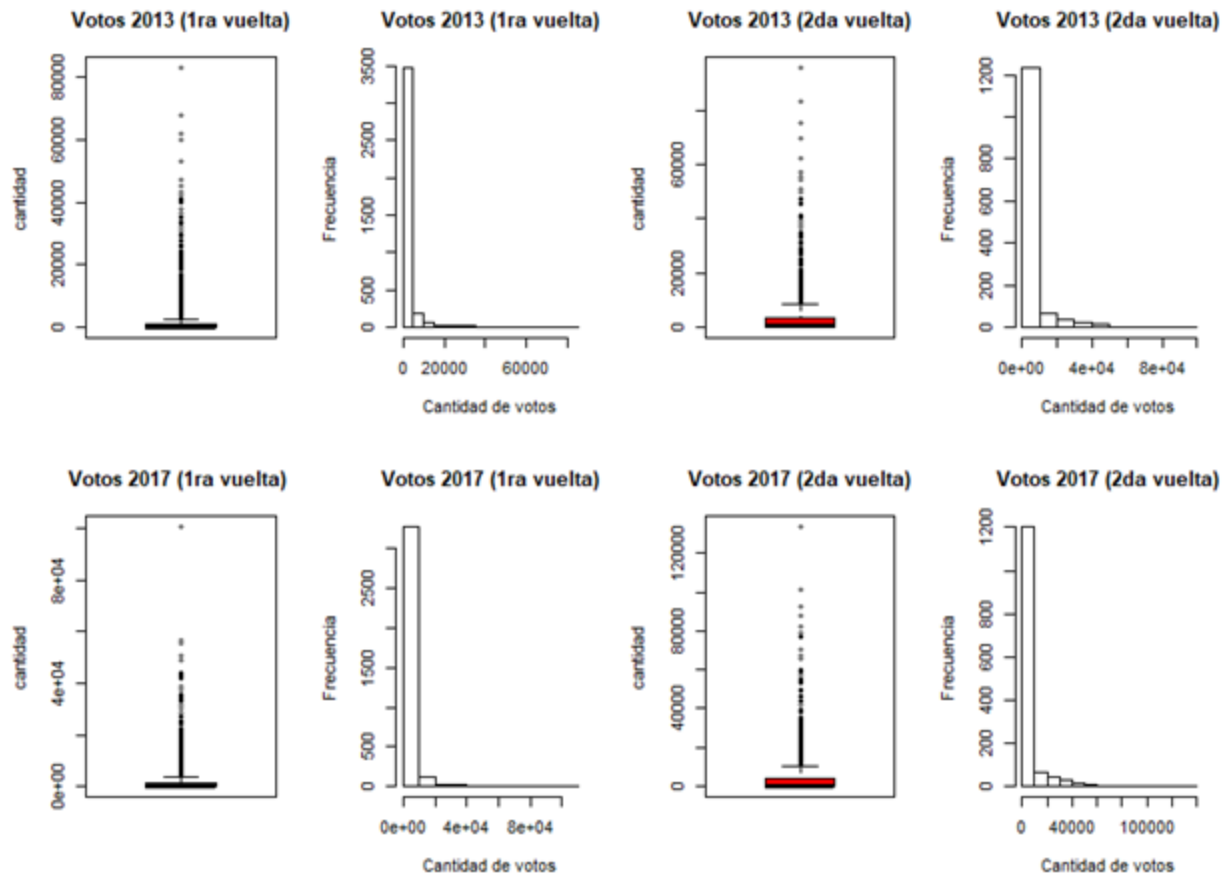 Votos 2013 (1ra vuelta)
cantidad
0 20000 40000 60000 80000
Votos 2013 (1ra vuelta)
Frecuencia
0 500 1500 2500 3500
0 20000 60000
Cantidad de votos
Votos 2013 (2da vuelta)
cantidad
0 20000 60000
Votos 2013 (2da vuelta)
Frecuencia
0 200 400 600 800 1200
0e+00 4e+04 8e+04
Cantidad de votos
Votos 2017 (1ra vuelta)
cantidad
0e+00 4e+04 8e+04
Votos 2017 (1ra vuelta)
Frecuencia
0 500 1500 2500
0e+00 4e+04 8e+04
Cantidad de votos
Votos 2017 (2da vuelta)
cantidad
0 40000 80000 120000
Votos 2017 (2da vuelta)
Frecuencia
0 200 400 600 800 1200
0 40000 100000
Cantidad de votos